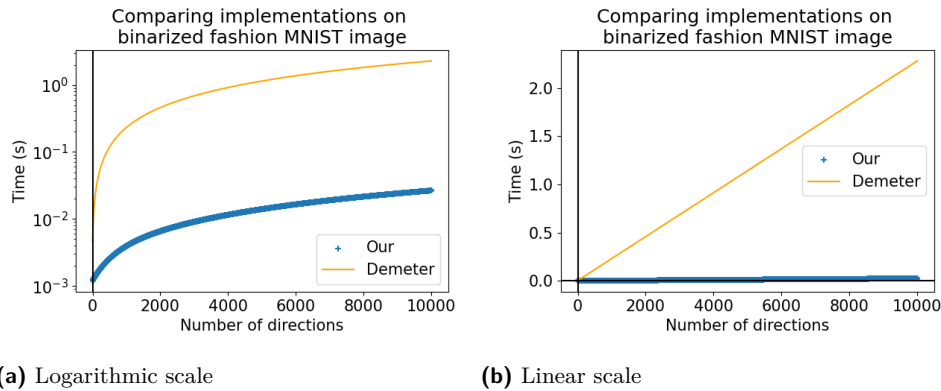 Comparing implementations on
binarized fashion MNIST image
Time (s)
10⁰
10⁻¹
10⁻²
10⁻³
Our
Demeter
0 2000 4000 6000 8000 10000
Number of directions
(a) Logarithmic scale
Comparing implementations on
binarized fashion MNIST image
Time (s)
2.0
1.5
1.0
0.5
0.0
Our
Demeter
0 2000 4000 6000 8000 10000
Number of directions
(b) Linear scale